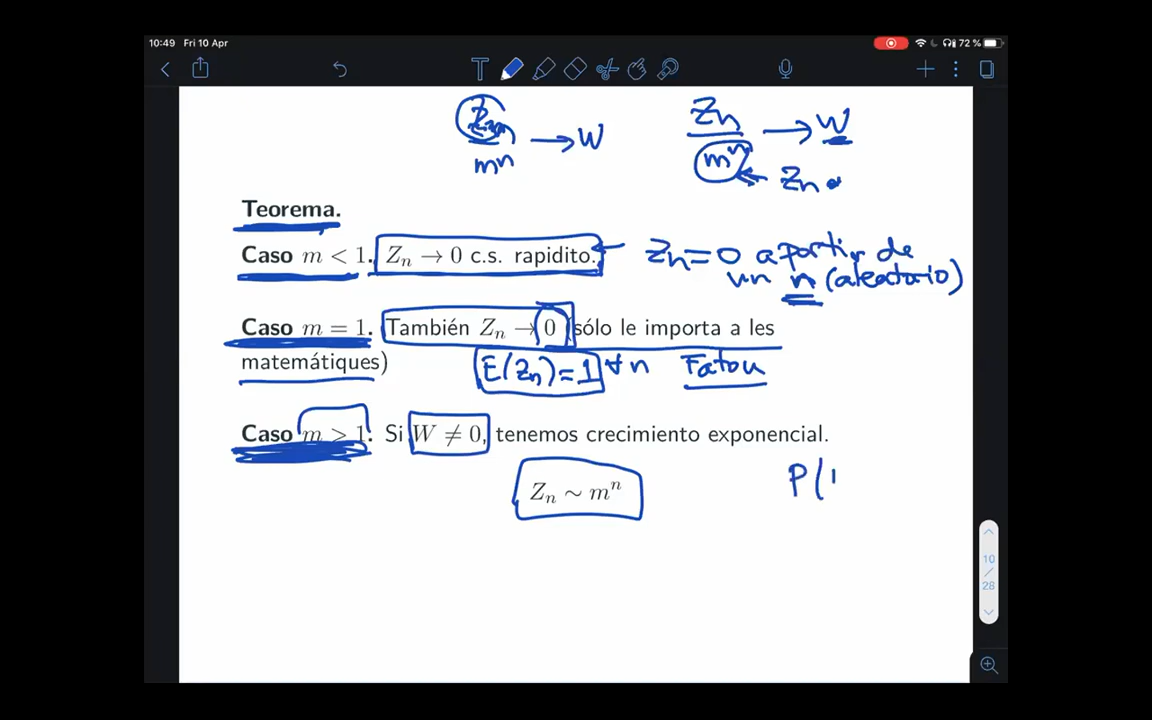 10:49 Fri 10 Apr
72 %
Zn → W
mⁿ
Zn → W
mⁿ
Zn
Teorema.
Caso m < 1. Zn → 0 c.s. rapidito.
Zn = 0 a partir de
un n (aleatorio)
Caso m = 1. También Zn → 0 (sólo le importa a les
matemátiques)
E(Zn) = 1 ∀n Fatou
Caso m > 1. Si W ≠ 0, tenemos crecimiento exponencial.
Zn ∼ mⁿ
P(
10
/
28